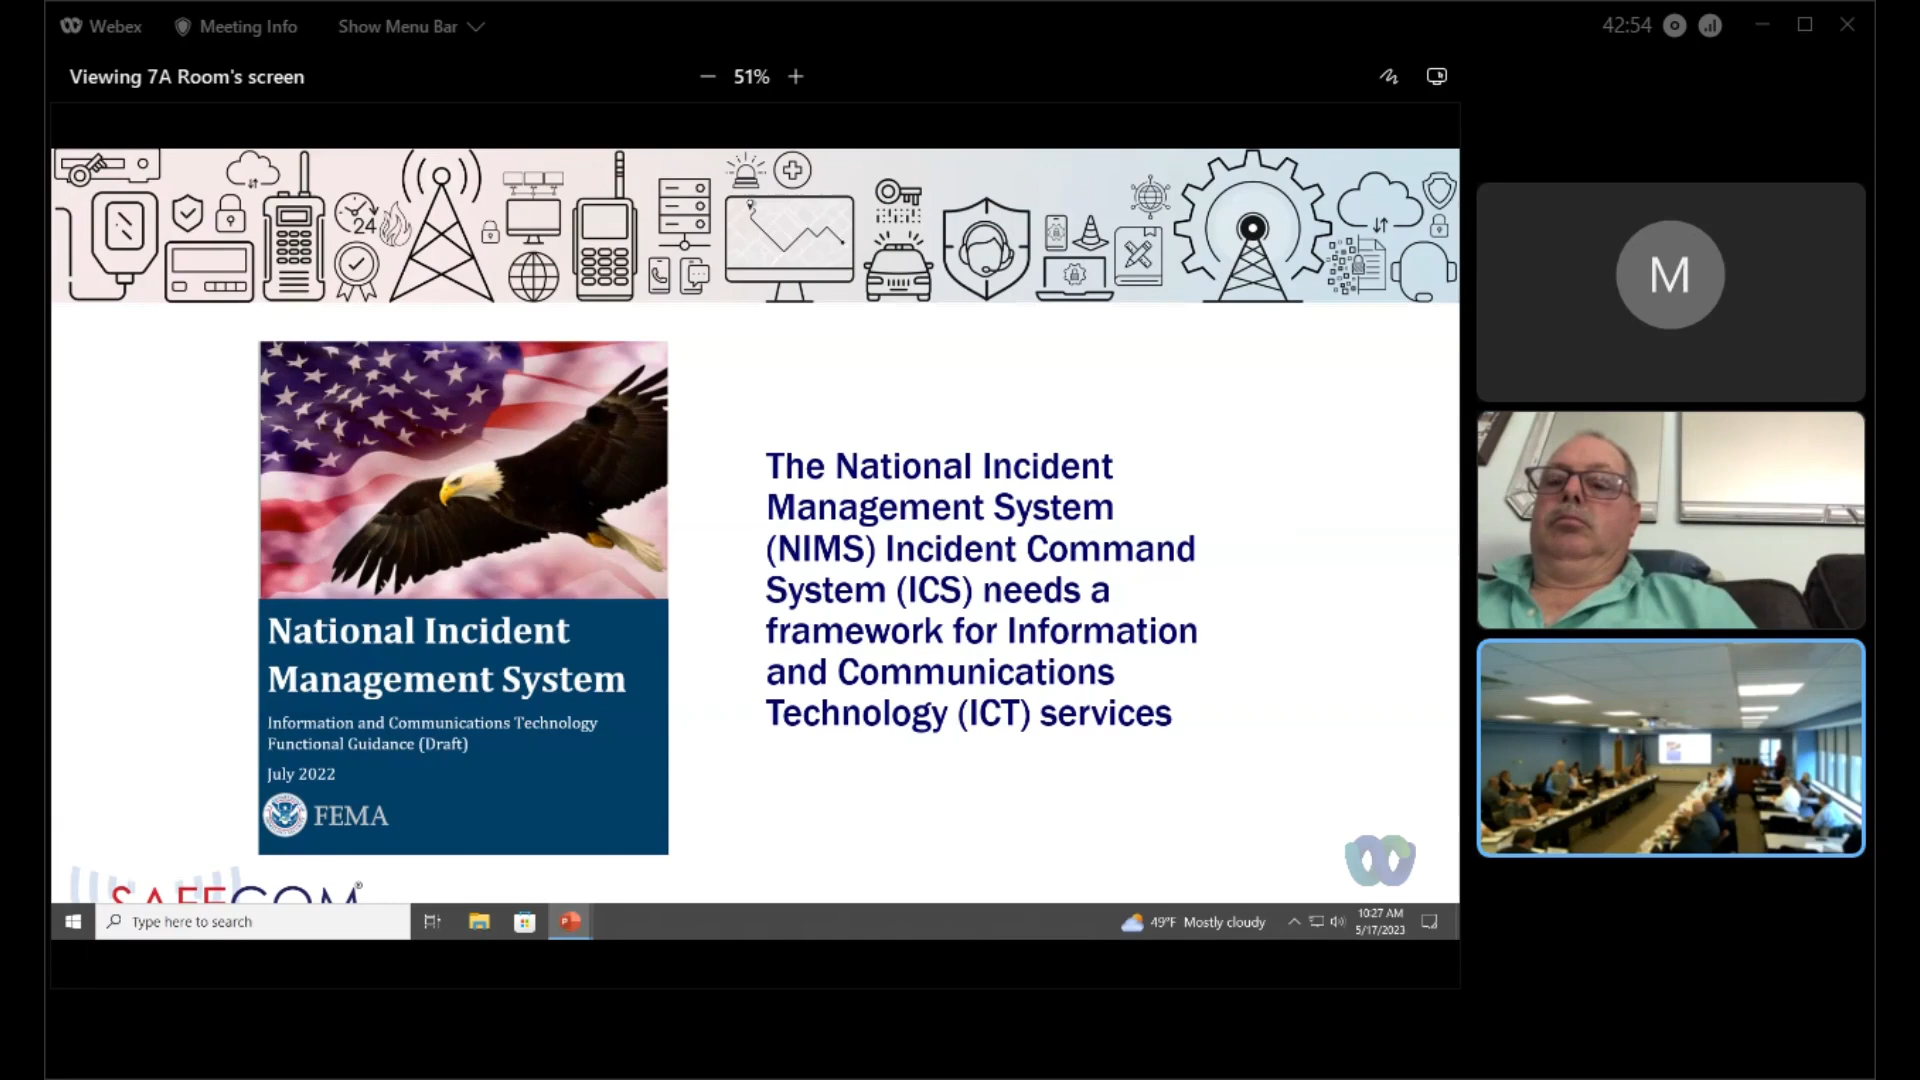 Webex
Meeting Info
Show Menu Bar
42:54
Viewing 7A Room's screen
51%
24
M
The National Incident
Management System
(NIMS) Incident Command
System (ICS) needs a
framework for Information
and Communications
Technology (ICT) services
National Incident
Management System
Information and Communications Technology
Functional Guidance (Draft)
July 2022
FEMA
SAFECOM®
Type here to search
49°F Mostly cloudy
10:27 AM
5/17/2023